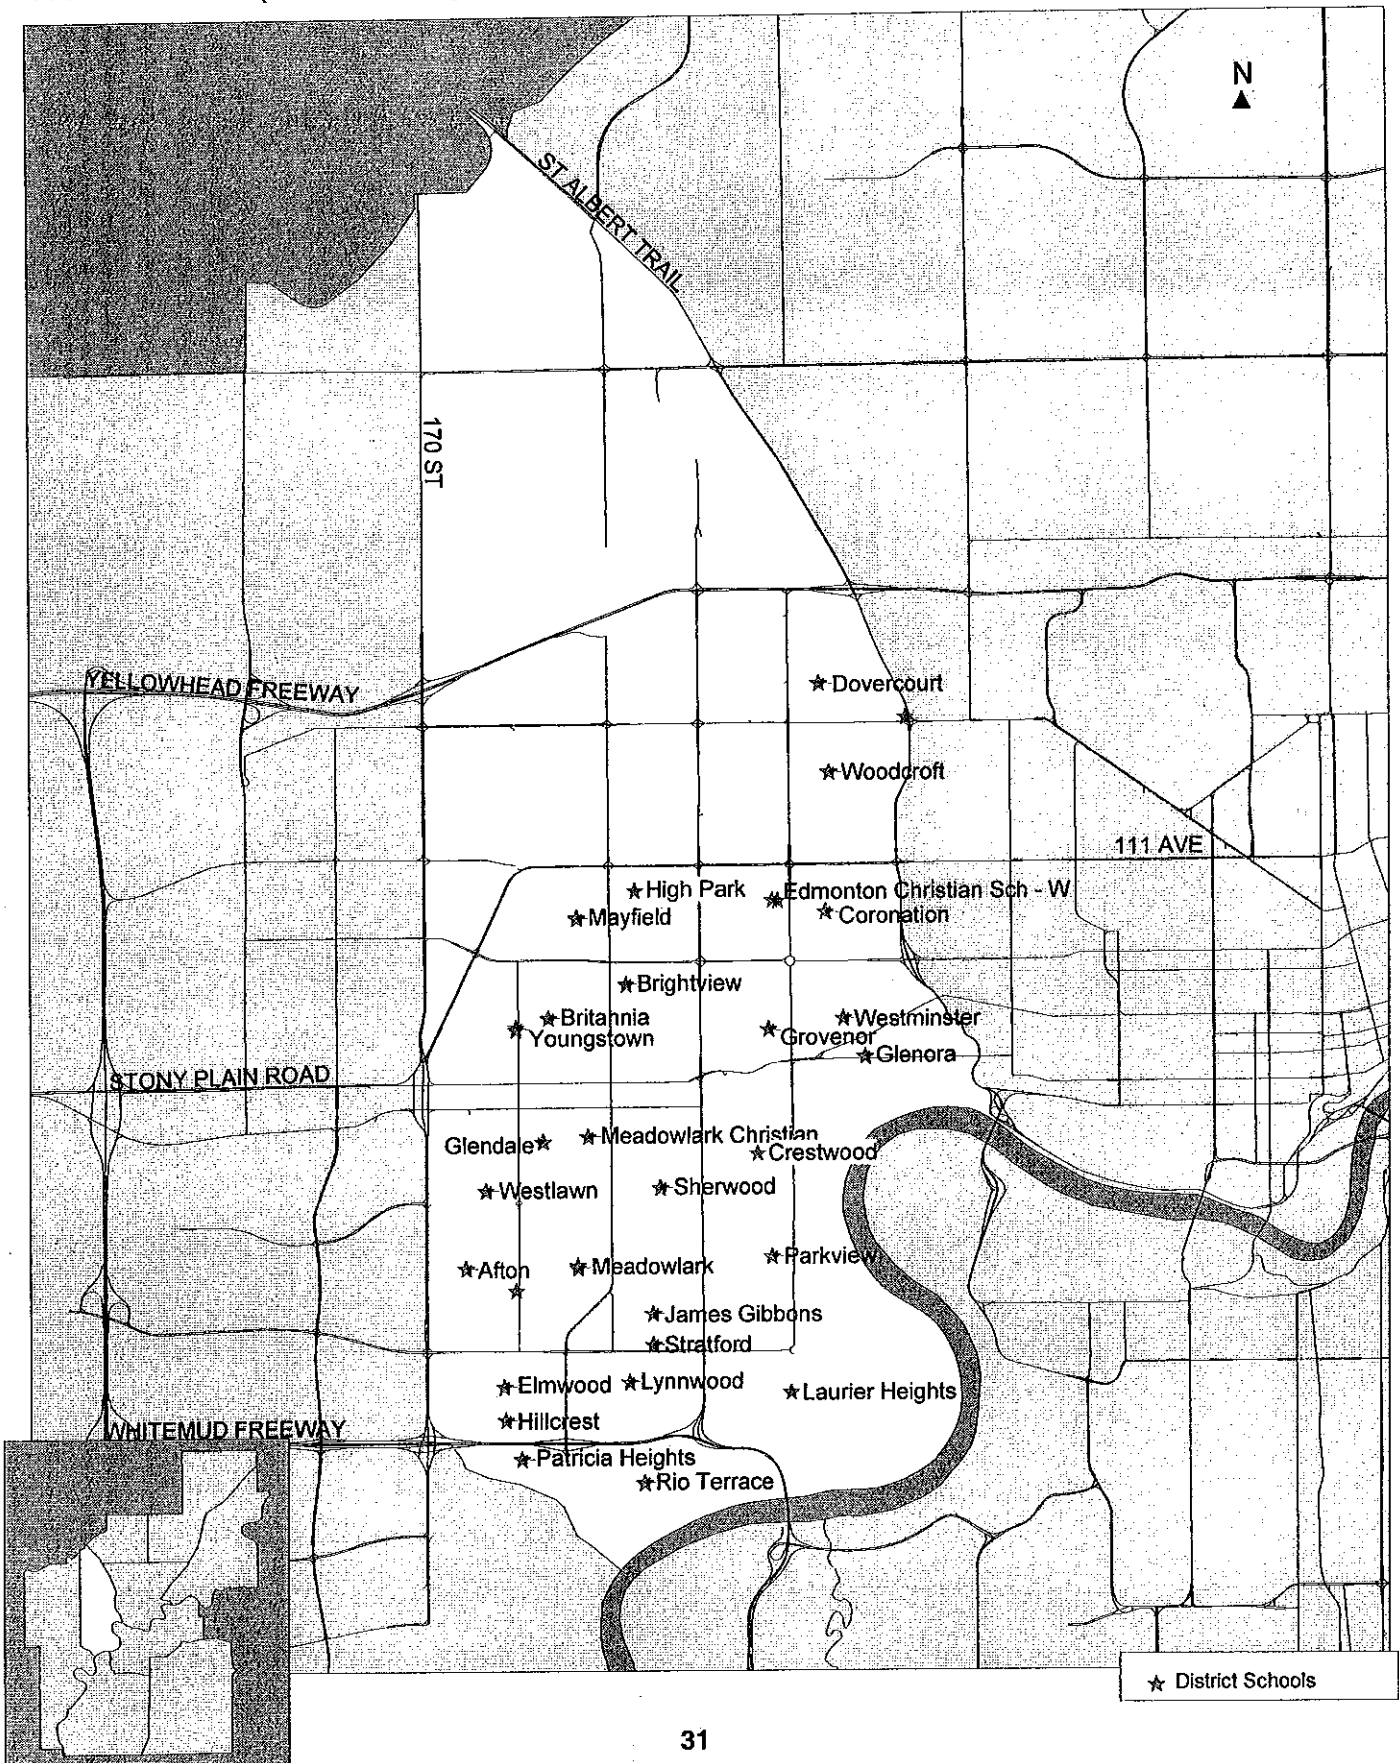 N
ST ALBERT TRAIL
170 ST
YELLOWHEAD FREEWAY
Dovercourt
Woodcroft
111 AVE
High Park
Edmonton Christian Sch - W
Mayfield
Coronation
Brightview
Britannia
Westminster
Youngstown
Grovenor
Glenora
STONY PLAIN ROAD
Meadowlark Christian
Glendale
Crestwood
Westlawn
Sherwood
Parkview
Afton
Meadowlark
James Gibbons
Stratford
Elmwood
Lynnwood
Laurier Heights
Hillcrest
WHITEMUD FREEWAY
Patricia Heights
Rio Terrace
District Schools
31